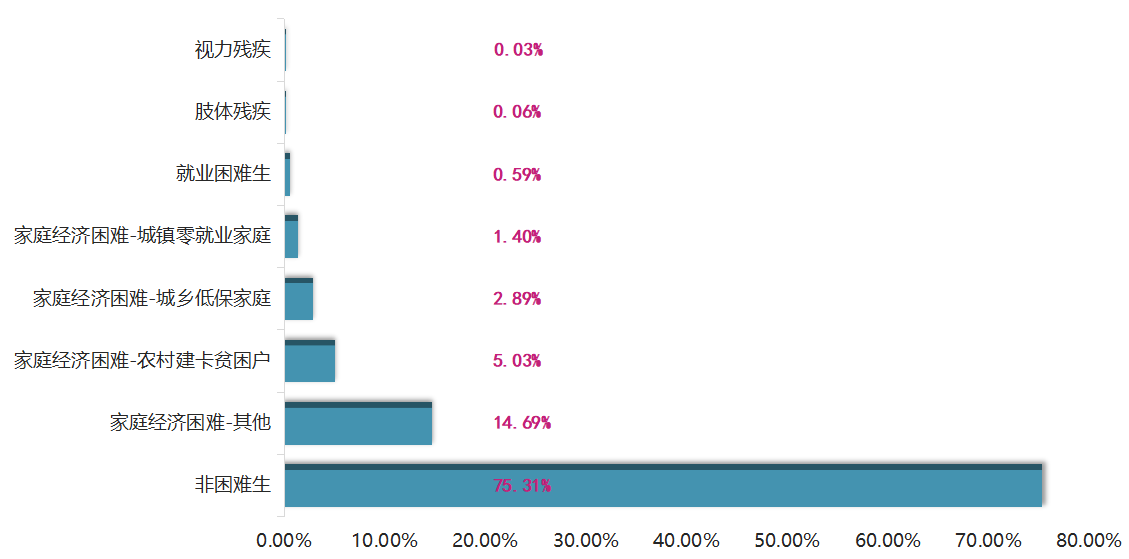 视力残疾 0.03%
肢体残疾 0.06%
就业困难生 0.59%
家庭经济困难-城镇零就业家庭 1.40%
家庭经济困难-城乡低保家庭 2.89%
家庭经济困难-农村建卡贫困户 5.03%
家庭经济困难-其他 14.69%
非困难生 75.31%
0.00% 10.00% 20.00% 30.00% 40.00% 50.00% 60.00% 70.00% 80.00%